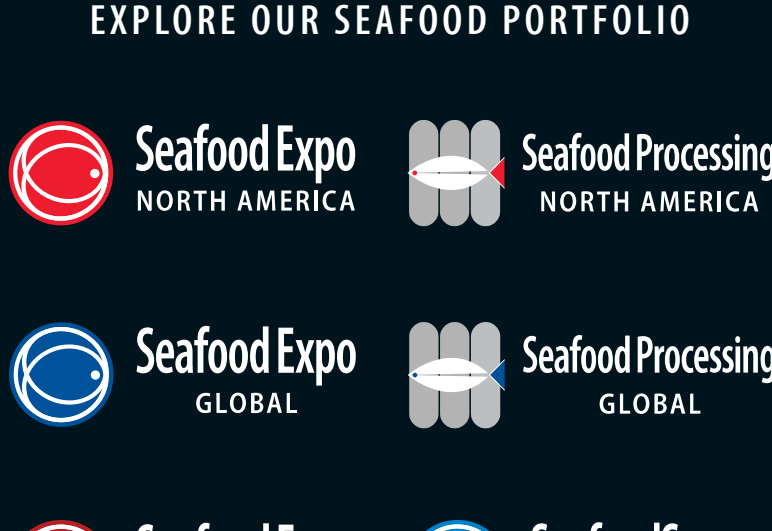 EXPLORE OUR SEAFOOD PORTFOLIO
Seafood Expo
NORTH AMERICA
Seafood Processing
NORTH AMERICA
Seafood Expo
GLOBAL
Seafood Processing
GLOBAL